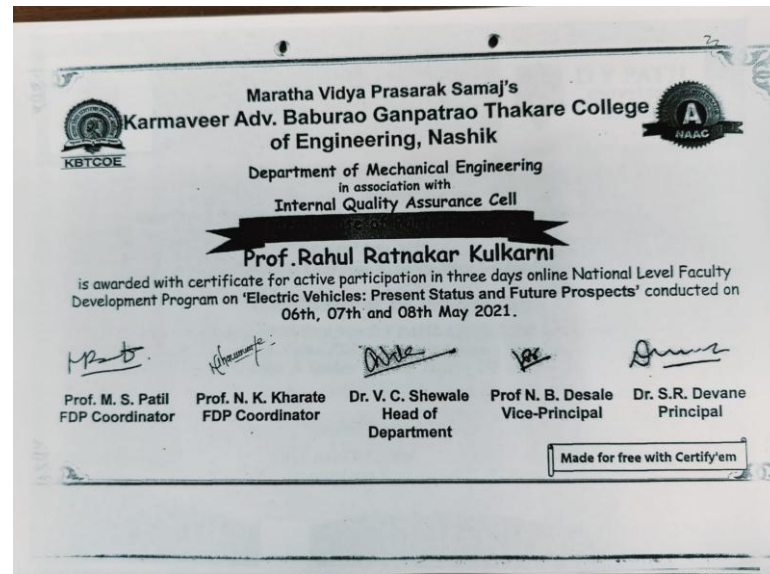 2
Maratha Vidya Prasarak Samaj's
Karmaveer Adv. Baburao Ganpatrao Thakare College
of Engineering, Nashik
KBTCOE
A
NAAC
Department of Mechanical Engineering
in association with
Internal Quality Assurance Cell
Prof.Rahul Ratnakar Kulkarni
is awarded with certificate for active participation in three days online National Level Faculty
Development Program on 'Electric Vehicles: Present Status and Future Prospects' conducted on
06th, 07th and 08th May 2021.
Prof. M. S. Patil
FDP Coordinator
Prof. N. K. Kharate
FDP Coordinator
Dr. V. C. Shewale
Head of
Department
Prof N. B. Desale
Vice-Principal
Dr. S.R. Devane
Principal
Made for free with Certify'em